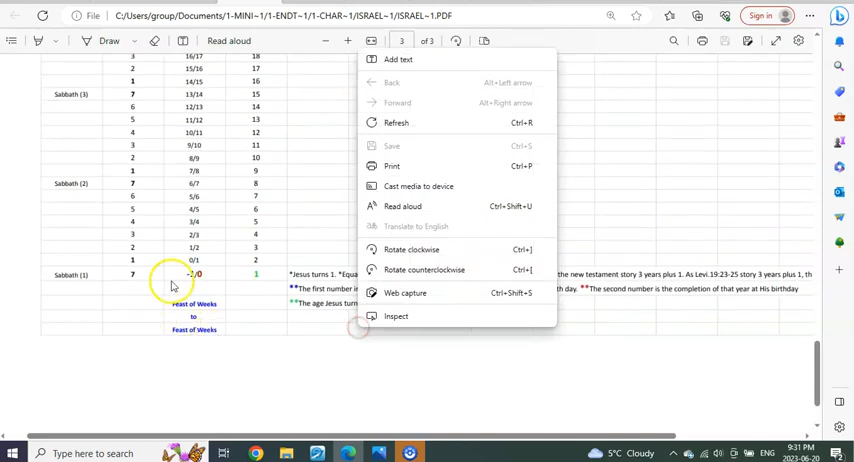 C:/Users/group/Documents/1-MINI~1/1-ENDT~1/1-CHAR~1/ISRAEL~1/ISRAEL~1.PDF
Sign in
Draw
Read aloud
3 of 3
Add text
Back Alt+Left arrow
Forward Alt+Right arrow
Refresh Ctrl+R
Save Ctrl+S
Print Ctrl+P
Cast media to device
Read aloud Ctrl+Shift+U
Translate to English
Rotate clockwise Ctrl+]
Rotate counterclockwise Ctrl+[
Web capture Ctrl+Shift+S
Inspect
3 16/17 18
2 15/16 17
1 14/15 16
Sabbath (3) 7 13/14 15
6 12/13 14
5 11/12 13
4 10/11 12
3 9/10 11
2 8/9 10
1 7/8 9
Sabbath (2) 7 6/7 8
6 5/6 7
5 4/5 6
4 3/4 5
3 2/3 4
2 1/2 3
1 0/1 2
Sabbath (1) 7 -1/0 1 *Jesus turns 1. *Equa the new testament story 3 years plus 1. As Levi.19:23-25 story 3 years plus 1, th
**The first number in th day. **The second number is the completion of that year at His birthday
Feast of Weeks **The age Jesus turn
to
Feast of Weeks
Type here to search
5°C Cloudy
ENG
9:31 PM
2023-06-20
2